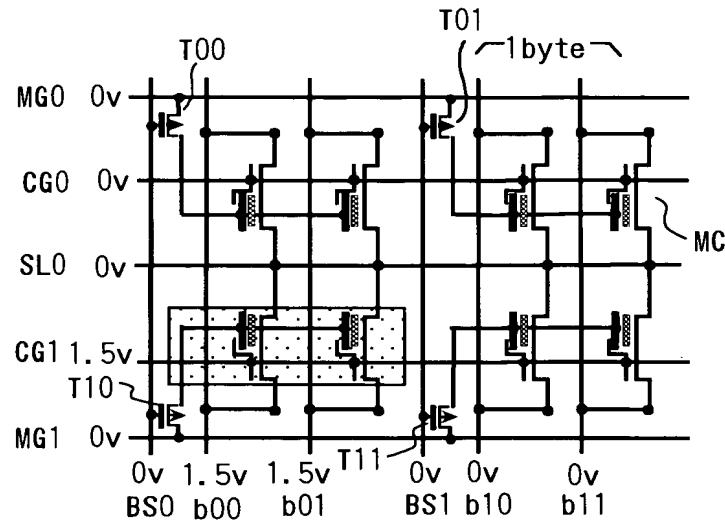 T00
T01
1byte
MG0 0v
CG0 0v
MC
SL0 0v
CG1 1.5v
T10
MG1 0v
T11
0v 1.5v 1.5v 0v 0v 0v
BS0 b00 b01 BS1 b10 b11